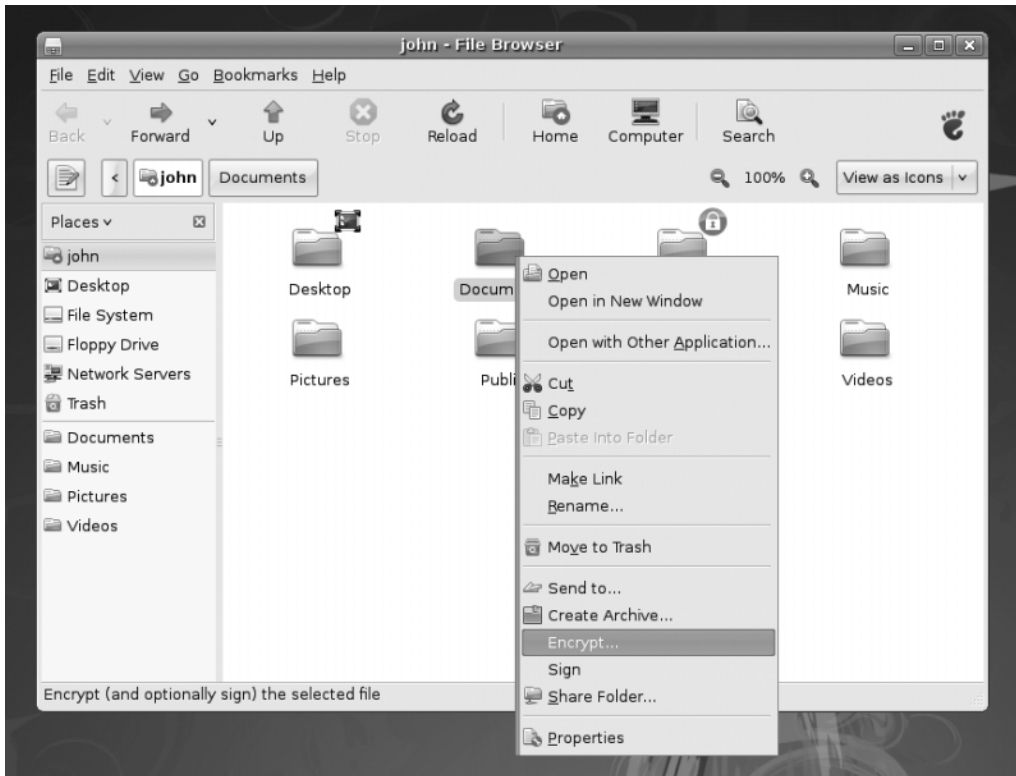 john - File Browser
File Edit View Go Bookmarks Help
Back Forward Up Stop Reload Home Computer Search
john Documents 100% View as Icons
Places
john
Desktop
File System
Floppy Drive
Network Servers
Trash
Documents
Music
Pictures
Videos
Desktop Docum Music
Pictures Publi Videos
Open
Open in New Window
Open with Other Application...
Cut
Copy
Paste Into Folder
Make Link
Rename...
Move to Trash
Send to...
Create Archive...
Encrypt...
Sign
Share Folder...
Properties
Encrypt (and optionally sign) the selected file